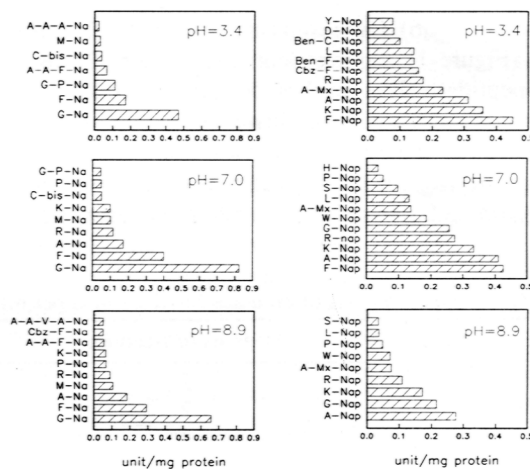 A-A-A-Na
M-Na
C-bis-Na
A-A-F-Na
G-P-Na
F-Na
G-Na
pH=3.4
0.0 0.1 0.2 0.3 0.4 0.5 0.6 0.7 0.8 0.9
Y-Nap
D-Nap
Ben-C-Nap
L-Nap
Ben-F-Nap
Cbz-F-Nap
R-Nap
A-Mx-Nap
A-Nap
K-Nap
F-Nap
pH=3.4
0.0 0.1 0.2 0.3 0.4 0.5
G-P-Na
P-Na
C-bis-Na
K-Na
M-Na
R-Na
A-Na
F-Na
G-Na
pH=7.0
0.0 0.1 0.2 0.3 0.4 0.5 0.6 0.7 0.8 0.9
H-Nap
P-Nap
S-Nap
L-Nap
A-Mx-Nap
W-Nap
G-Nap
R-nap
K-Nap
A-Nap
F-Nap
pH=7.0
0.0 0.1 0.2 0.3 0.4 0.5
A-A-V-A-Na
Cbz-F-Na
A-A-F-Na
K-Na
P-Na
R-Na
M-Na
A-Na
F-Na
G-Na
pH=8.9
0.0 0.1 0.2 0.3 0.4 0.5 0.6 0.7 0.8 0.9
unit/mg protein
S-Nap
L-Nap
P-Nap
W-Nap
A-Mx-Nap
R-Nap
K-Nap
G-Nap
A-Nap
pH=8.9
0.0 0.1 0.2 0.3 0.4 0.5
unit/mg protein